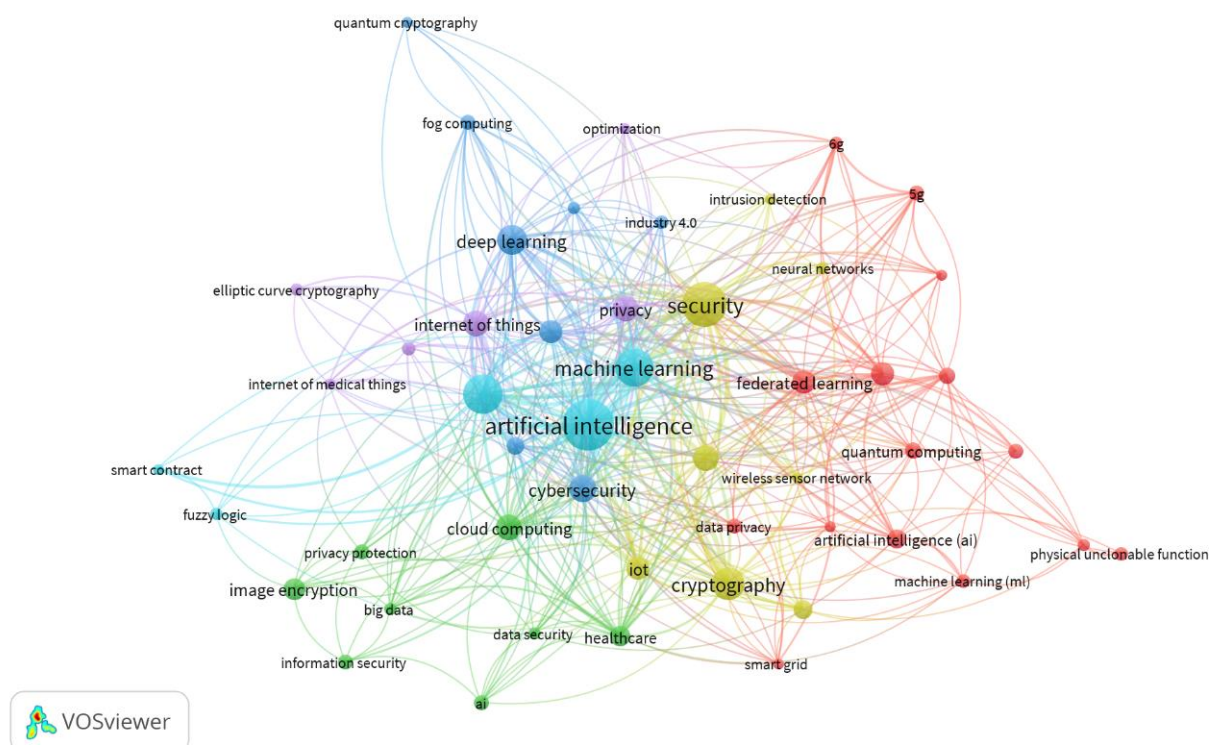 quantum cryptography
fog computing
optimization
6g
5g
intrusion detection
industry 4.0
deep learning
neural networks
elliptic curve cryptography
security
privacy
internet of things
machine learning
federated learning
internet of medical things
artificial intelligence
quantum computing
smart contract
wireless sensor network
cybersecurity
fuzzy logic
cloud computing
data privacy
artificial intelligence (ai)
privacy protection
physical unclonable function
iot
machine learning (ml)
cryptography
image encryption
big data
data security
healthcare
information security
smart grid
ai
VOSviewer